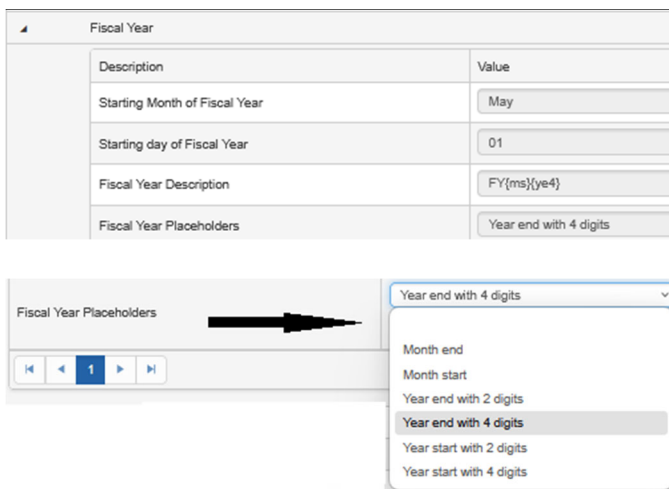 Fiscal Year
Description Value
Starting Month of Fiscal Year May
Starting day of Fiscal Year 01
Fiscal Year Description FY{ms}{ye4}
Fiscal Year Placeholders Year end with 4 digits
Fiscal Year Placeholders Year end with 4 digits
Month end
1
Month start
Year end with 2 digits
Year end with 4 digits
Year start with 2 digits
Year start with 4 digits